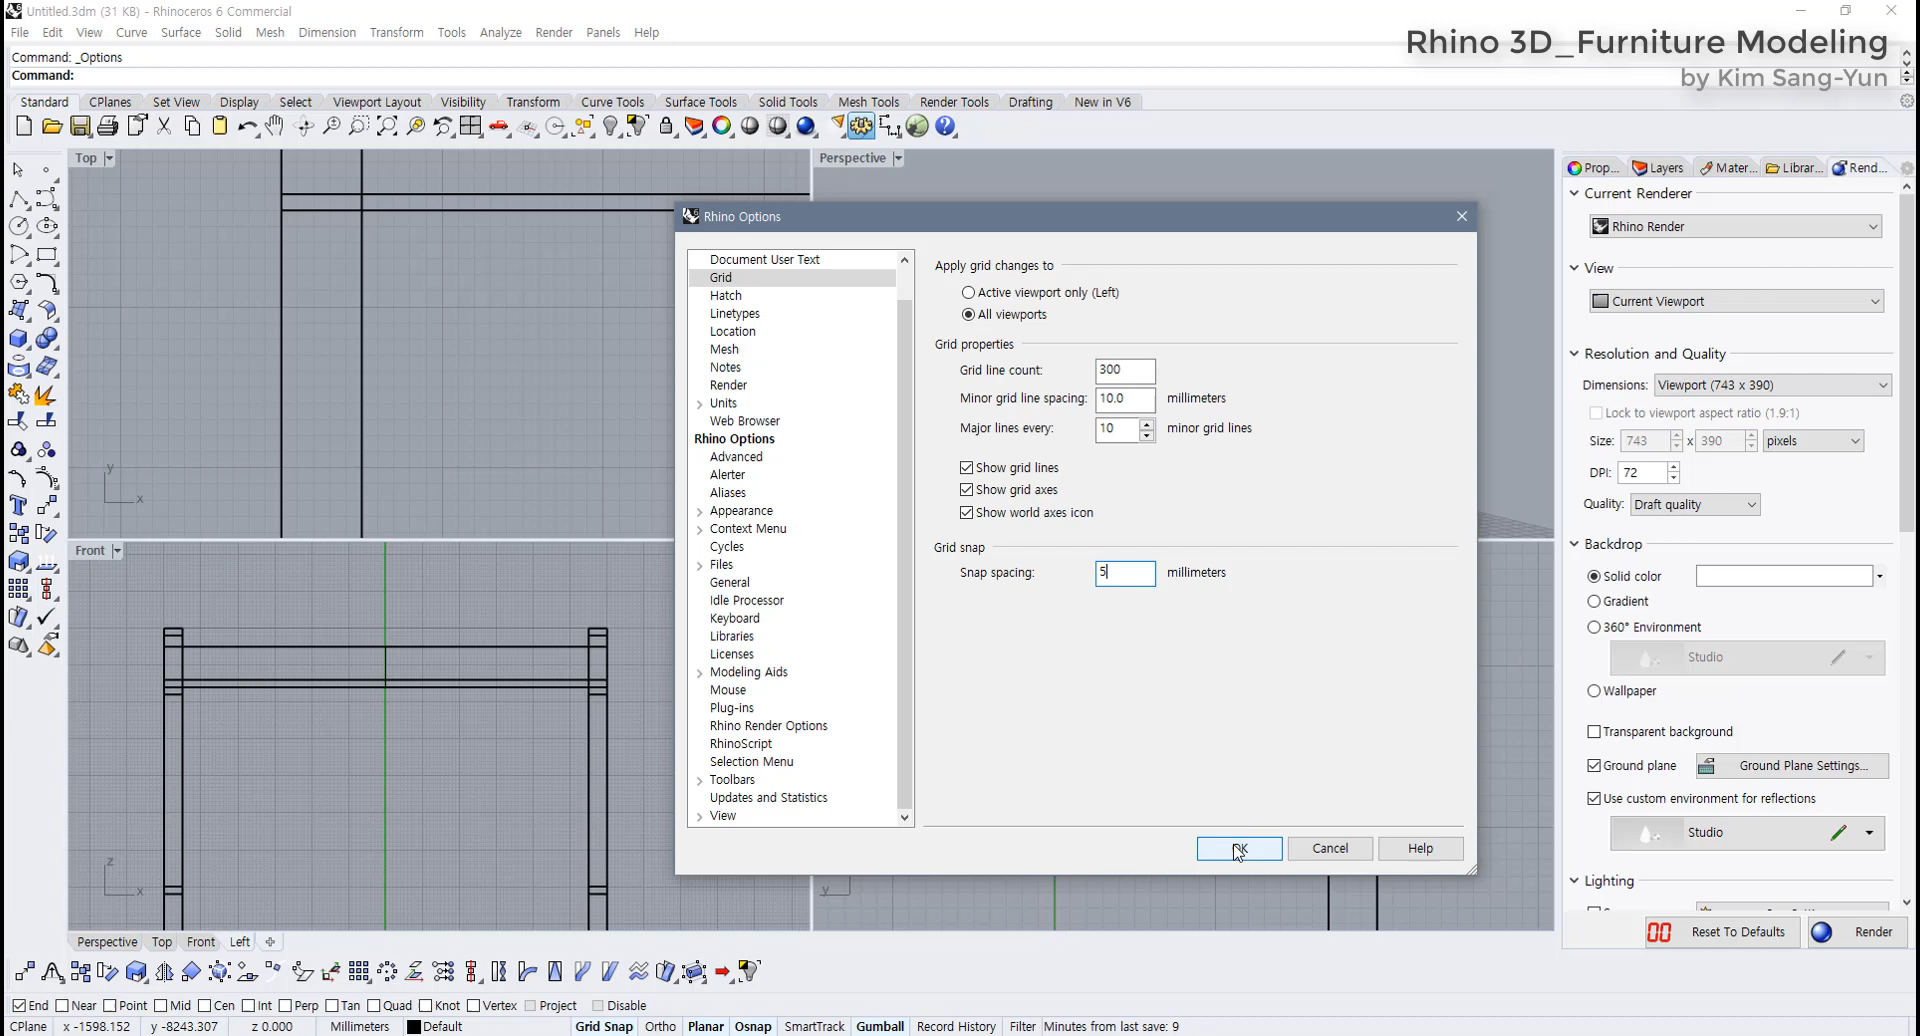 Untitled.3dm (31 KB) - Rhinoceros 6 Commercial
Rhino 3D_Furniture Modeling
by Kim Sang-Yun
File Edit View Curve Surface Solid Mesh Dimension Transform Tools Analyze Render Panels Help
Command: _Options
Command:
Standard CPlanes Set View Display Select Viewport Layout Visibility Transform Curve Tools Surface Tools Solid Tools Mesh Tools Render Tools Drafting New in V6
Top
Perspective
Prop... Layers Mater... Librar... Rend...
Current Renderer
Rhino Render
View
Current Viewport
Resolution and Quality
Dimensions: Viewport (743 x 390)
Lock to viewport aspect ratio (1.9:1)
Size: 743 x 390 pixels
DPI: 72
Quality: Draft quality
Backdrop
Solid color
Gradient
360° Environment
Studio
Wallpaper
Transparent background
Ground plane Ground Plane Settings...
Use custom environment for reflections
Studio
Lighting
00 Reset To Defaults Render
Rhino Options
Document User Text
Grid
Hatch
Linetypes
Location
Mesh
Notes
Render
Units
Web Browser
Rhino Options
Advanced
Alerter
Aliases
Appearance
Context Menu
Cycles
Files
General
Idle Processor
Keyboard
Libraries
Licenses
Modeling Aids
Mouse
Plug-ins
Rhino Render Options
RhinoScript
Selection Menu
Toolbars
Updates and Statistics
View
Apply grid changes to
Active viewport only (Left)
All viewports
Grid properties
Grid line count: 300
Minor grid line spacing: 10.0 millimeters
Major lines every: 10 minor grid lines
Show grid lines
Show grid axes
Show world axes icon
Grid snap
Snap spacing: 5 millimeters
OK Cancel Help
y
x
Front
z
x
y
Perspective Top Front Left
End Near Point Mid Cen Int Perp Tan Quad Knot Vertex Project Disable
CPlane x -1598.152 y -8243.307 z 0.000 Millimeters Default Grid Snap Ortho Planar Osnap SmartTrack Gumball Record History Filter Minutes from last save: 9